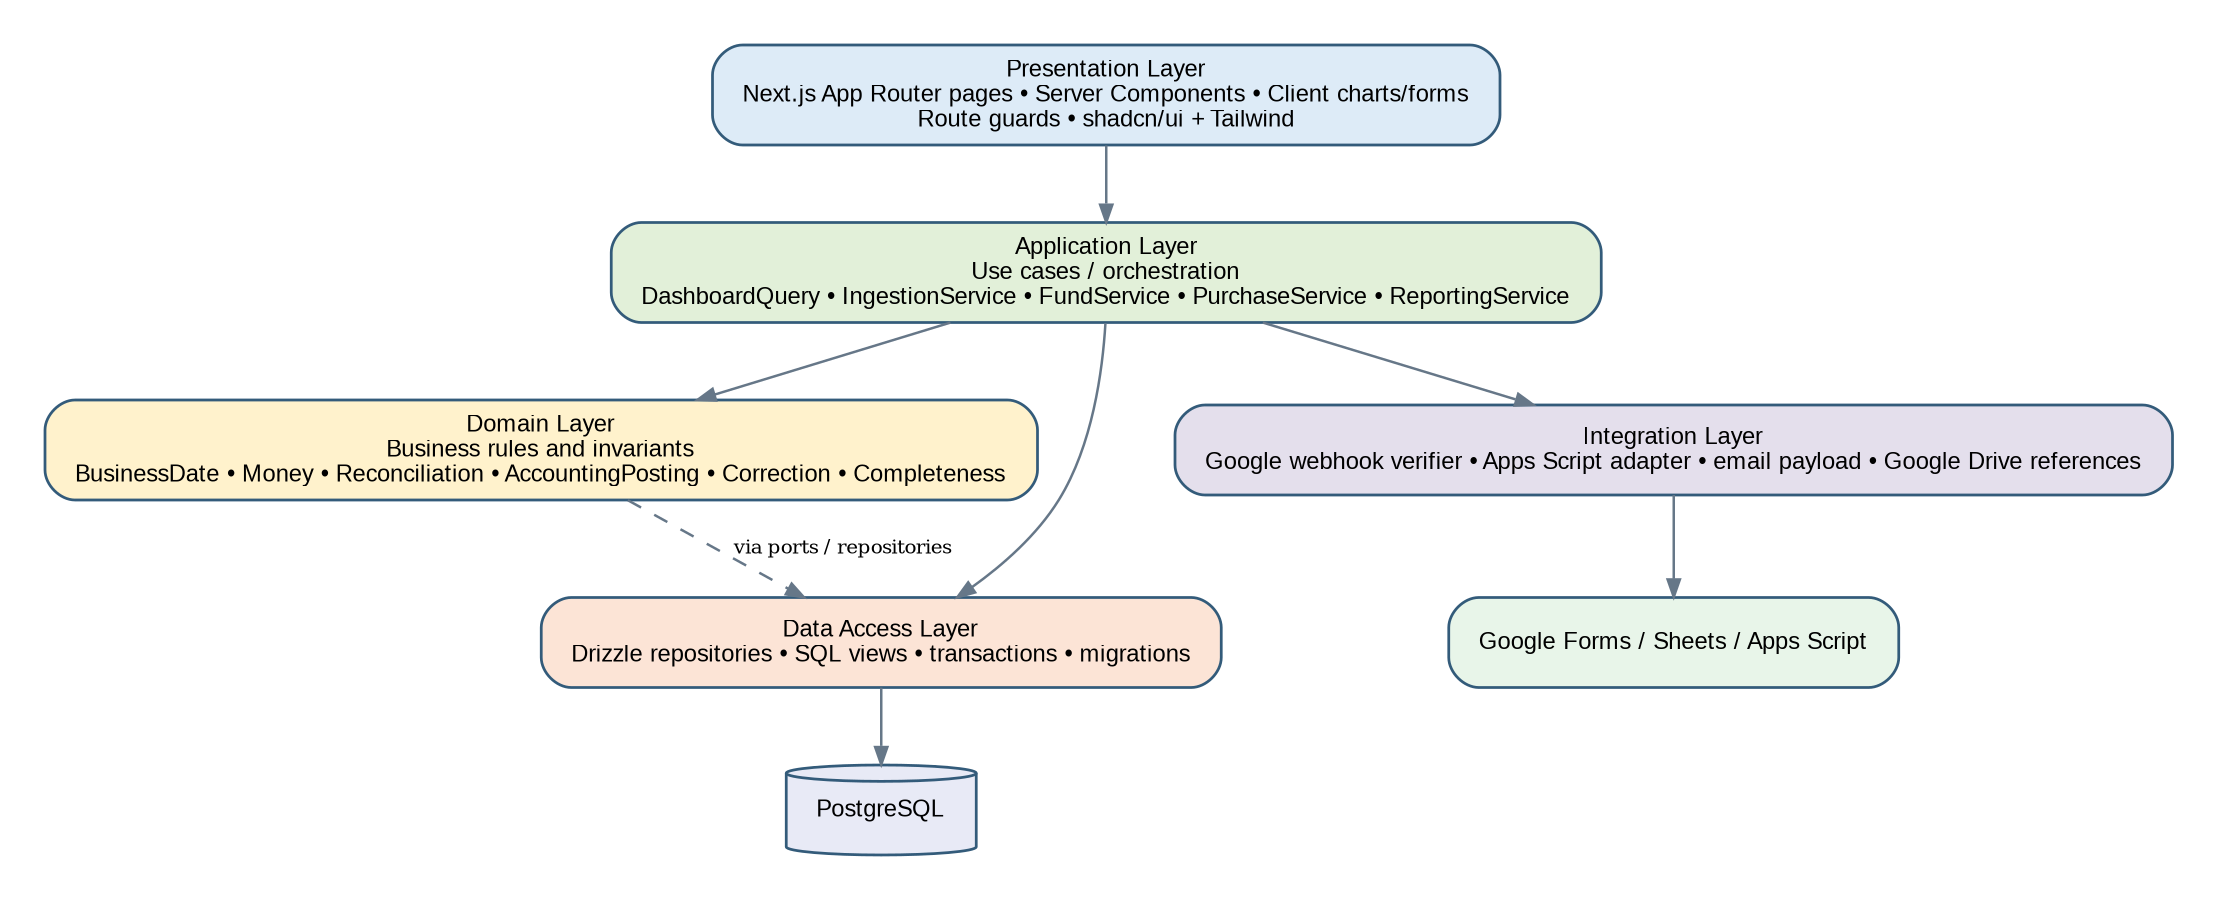 Presentation Layer
Next.js App Router pages • Server Components • Client charts/forms
Route guards • shadcn/ui + Tailwind
Application Layer
Use cases / orchestration
DashboardQuery • IngestionService • FundService • PurchaseService • ReportingService
Domain Layer
Business rules and invariants
BusinessDate • Money • Reconciliation • AccountingPosting • Correction • Completeness
Integration Layer
Google webhook verifier • Apps Script adapter • email payload • Google Drive references
via ports / repositories
Data Access Layer
Drizzle repositories • SQL views • transactions • migrations
Google Forms / Sheets / Apps Script
PostgreSQL